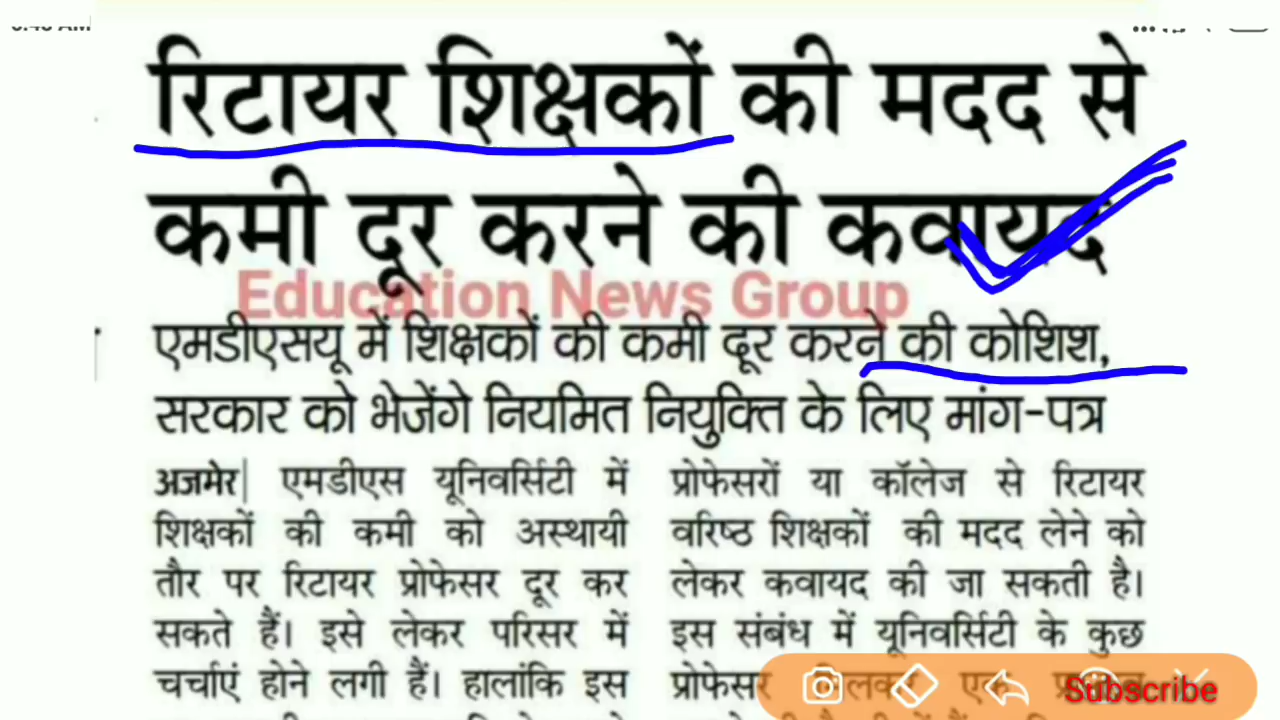 रिटायर शिक्षकों की मदद से
कमी दूर करने की कवायद
Education News Group
एमडीएसयू में शिक्षकों की कमी दूर करने की कोशिश,
सरकार को भेजेंगे नियमित नियुक्ति के लिए मांग-पत्र
अजमेर| एमडीएस यूनिवर्सिटी में
शिक्षकों की कमी को अस्थायी
तौर पर रिटायर प्रोफेसर दूर कर
सकते हैं। इसे लेकर परिसर में
चर्चाएं होने लगी हैं। हालांकि इस
प्रोफेसरों या कॉलेज से रिटायर
वरिष्ठ शिक्षकों की मदद लेने को
लेकर कवायद की जा सकती है।
इस संबंध में यूनिवर्सिटी के कुछ
प्रोफेसर एक
Subscribe